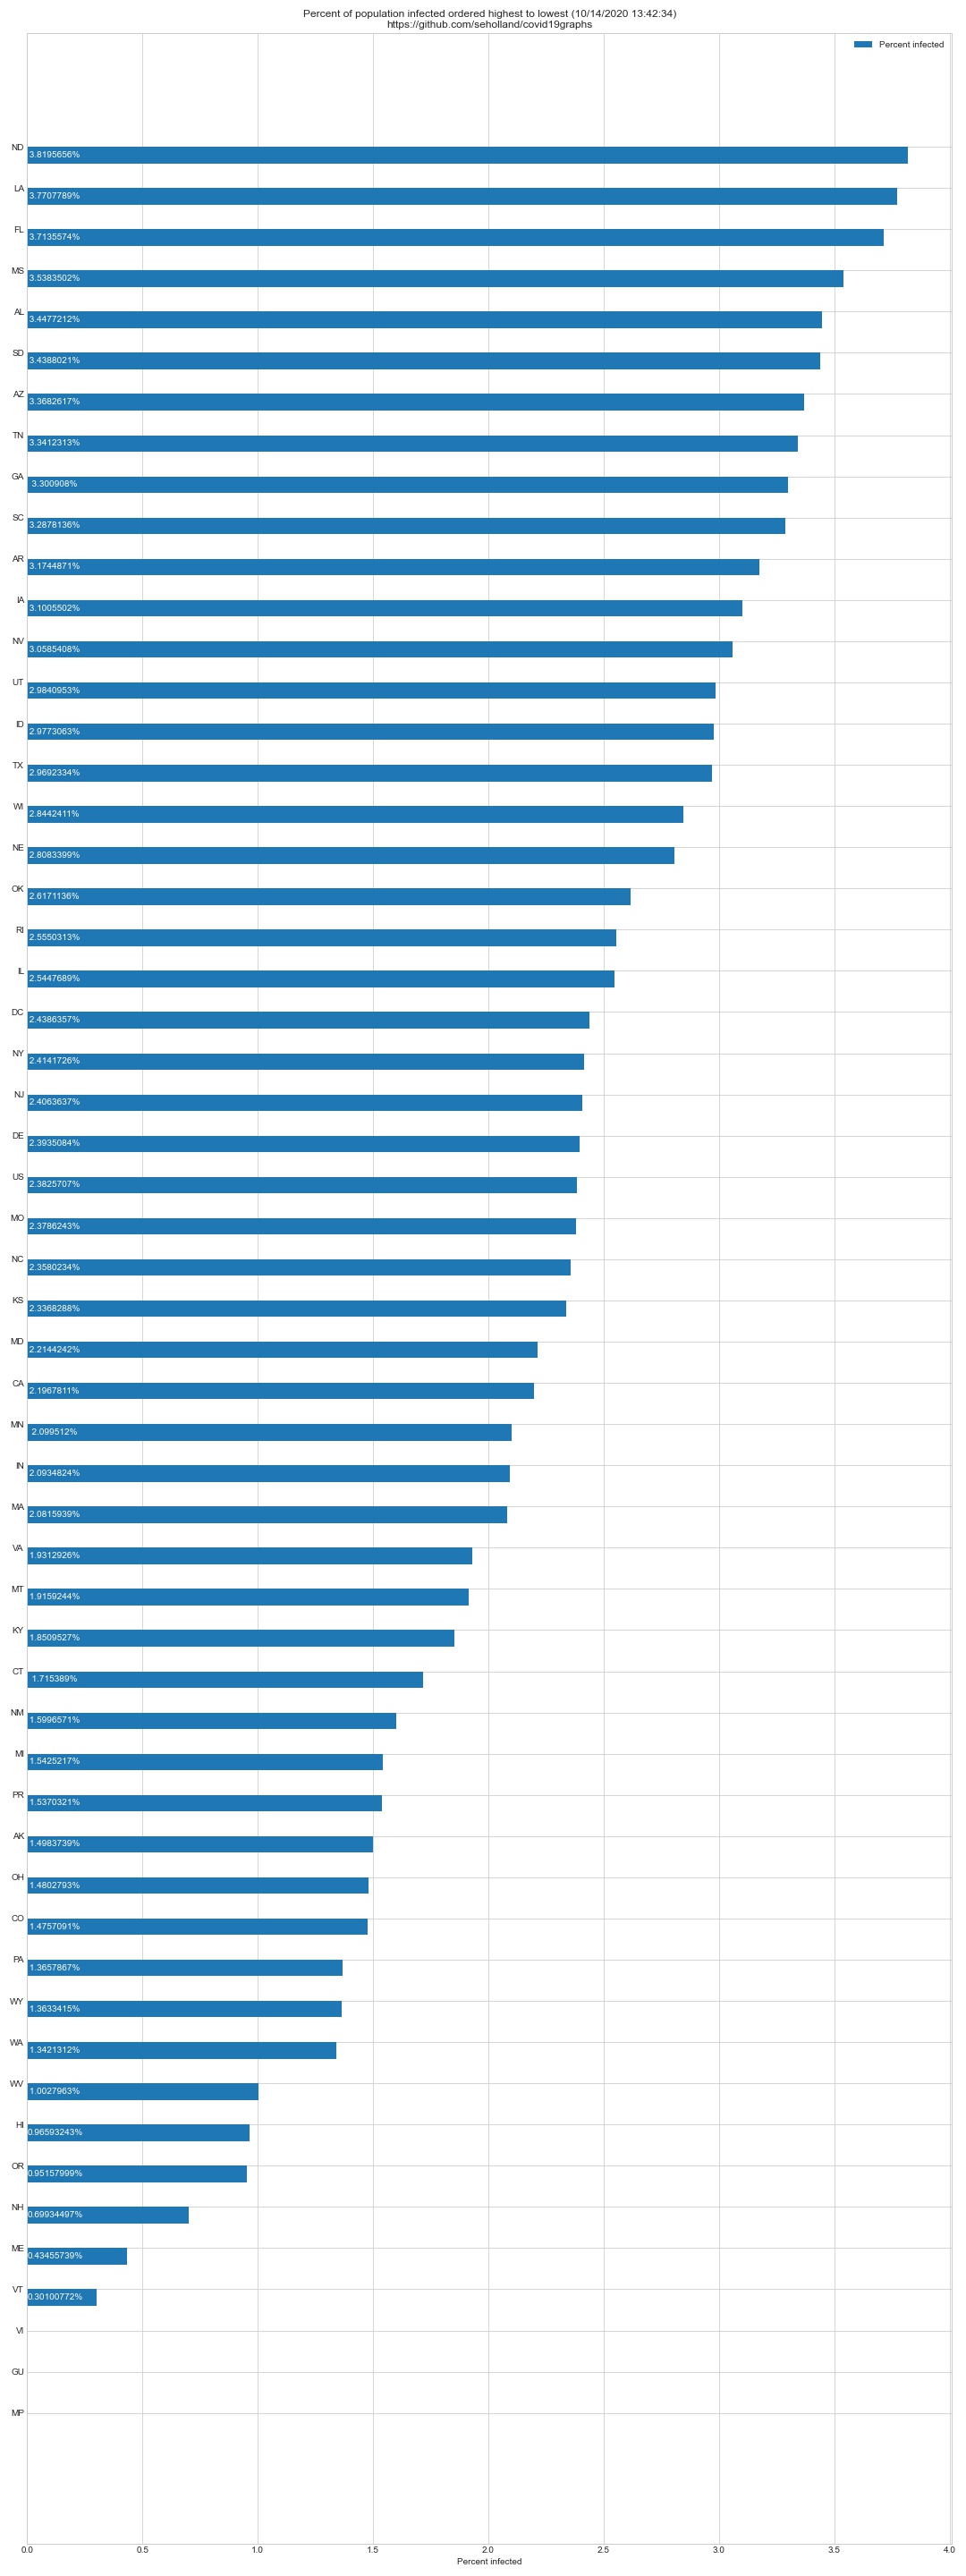 Percent of population infected ordered highest to lowest (10/14/2020 13:42:34)
https://github.com/seholland/covid19graphs
Percent infected
ND 3.8195656%
LA 3.7707789%
FL 3.7135574%
MS 3.5383502%
AL 3.4477212%
SD 3.4388021%
AZ 3.3682617%
TN 3.3412313%
GA 3.300908%
SC 3.2878136%
AR 3.1744871%
IA 3.1005502%
NV 3.0585408%
UT 2.9840953%
ID 2.9773063%
TX 2.9692334%
WI 2.8442411%
NE 2.8083399%
OK 2.6171136%
RI 2.5550313%
IL 2.5447689%
DC 2.4386357%
NY 2.4141726%
NJ 2.4063637%
DE 2.3935084%
US 2.3825707%
MO 2.3786243%
NC 2.3580234%
KS 2.3368288%
MD 2.2144242%
CA 2.1967811%
MN 2.099512%
IN 2.0934824%
MA 2.0815939%
VA 1.9312926%
MT 1.9159244%
KY 1.8509527%
CT 1.715389%
NM 1.5996571%
MI 1.5425217%
PR 1.5370321%
AK 1.4983739%
OH 1.4802793%
CO 1.4757091%
PA 1.3657867%
WY 1.3633415%
WA 1.3421312%
WV 1.0027963%
HI 0.96593243%
OR 0.95157999%
NH 0.69934497%
ME 0.43455739%
VT 0.30100772%
VI
GU
MP
0.0 0.5 1.0 1.5 2.0 2.5 3.0 3.5 4.0
Percent infected